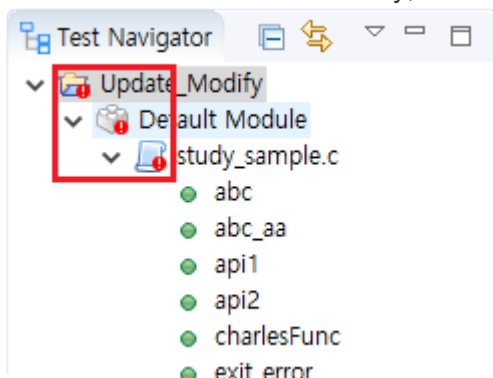 Test Navigator
Update_Modify
Default Module
study_sample.c
abc
abc_aa
api1
api2
charlesFunc
exit_error